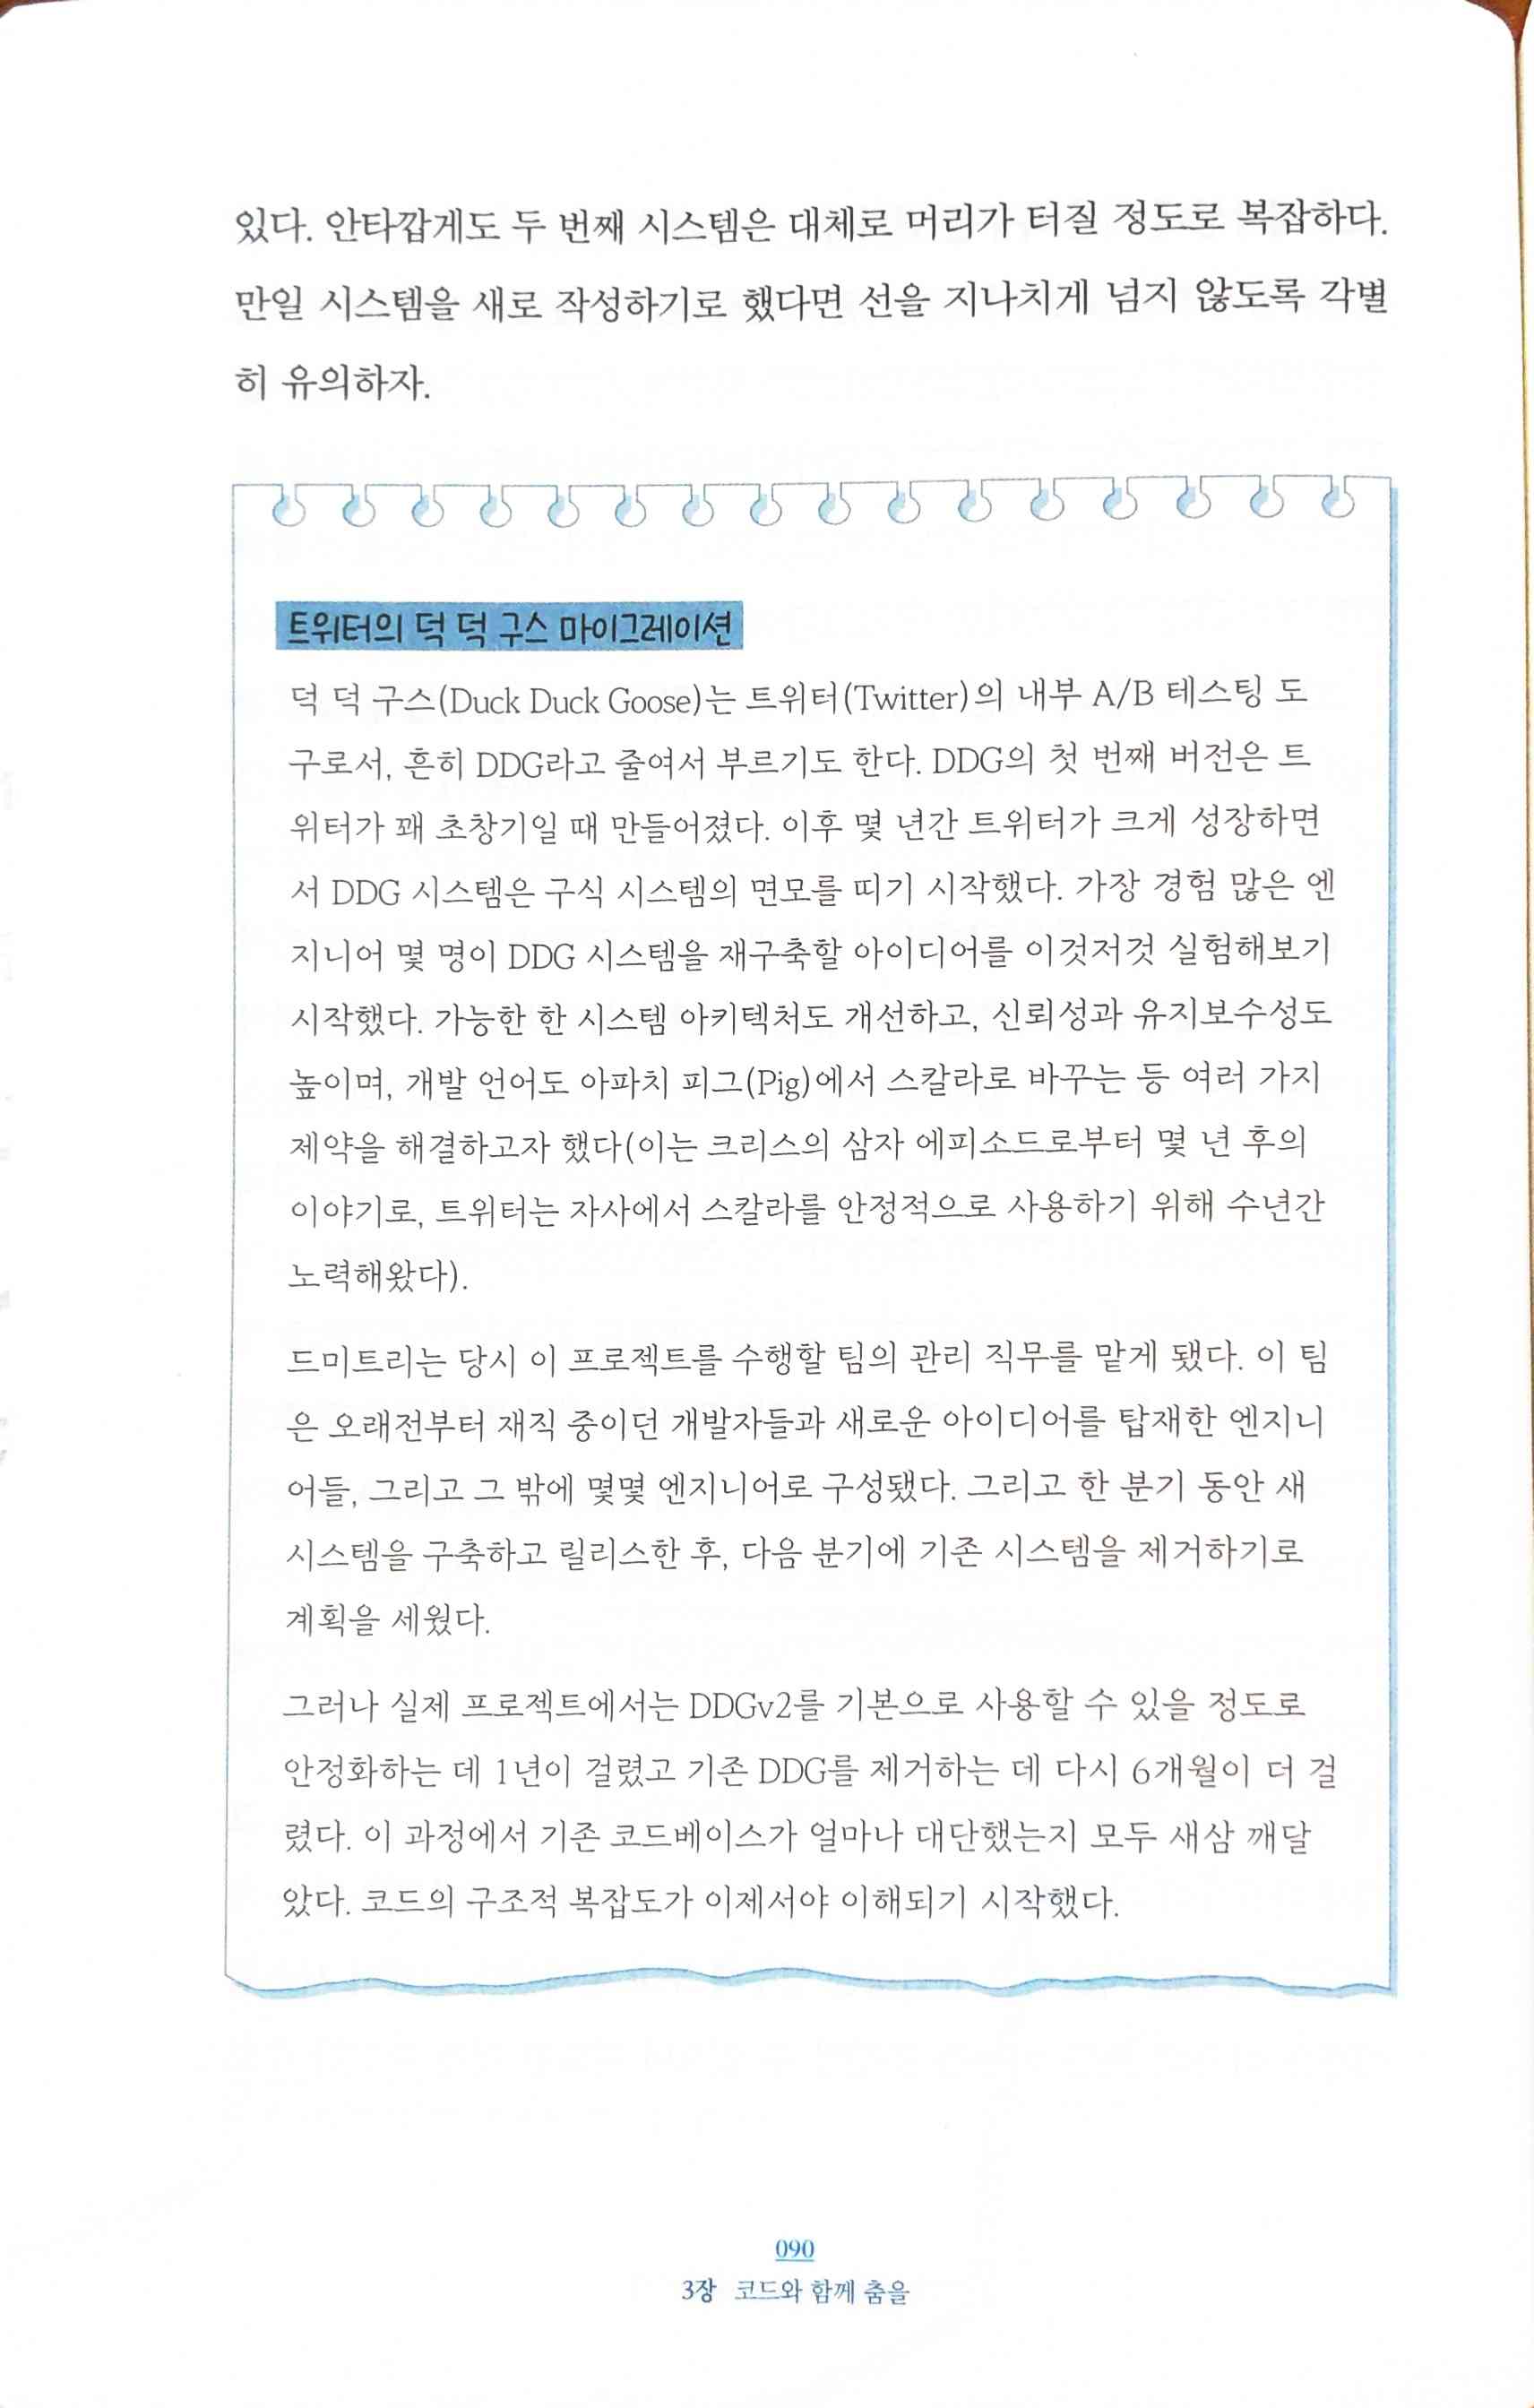 있다. 안타깝게도 두 번째 시스템은 대체로 머리가 터질 정도로 복잡하다.
만일 시스템을 새로 작성하기로 했다면 선을 지나치게 넘지 않도록 각별
히 유의하자.
트위터의 덕 덕 구스 마이그레이션
덕 덕 구스(Duck Duck Goose)는 트위터(Twitter)의 내부 A/B 테스팅 도
구로서, 흔히 DDG라고 줄여서 부르기도 한다. DDG의 첫 번째 버전은 트
위터가 꽤 초창기일 때 만들어졌다. 이후 몇 년간 트위터가 크게 성장하면
서 DDG 시스템은 구식 시스템의 면모를 띠기 시작했다. 가장 경험 많은 엔
지니어 몇 명이 DDG 시스템을 재구축할 아이디어를 이것저것 실험해보기
시작했다. 가능한 한 시스템 아키텍처도 개선하고, 신뢰성과 유지보수성도
높이며, 개발 언어도 아파치 피그(Pig)에서 스칼라로 바꾸는 등 여러 가지
제약을 해결하고자 했다(이는 크리스의 삼자 에피소드로부터 몇 년 후의
이야기로, 트위터는 자사에서 스칼라를 안정적으로 사용하기 위해 수년간
노력해왔다).
드미트리는 당시 이 프로젝트를 수행할 팀의 관리 직무를 맡게 됐다. 이 팀
은 오래전부터 재직 중이던 개발자들과 새로운 아이디어를 탑재한 엔지니
어들, 그리고 그 밖에 몇몇 엔지니어로 구성됐다. 그리고 한 분기 동안 새
시스템을 구축하고 릴리스한 후, 다음 분기에 기존 시스템을 제거하기로
계획을 세웠다.
그러나 실제 프로젝트에서는 DDGv2를 기본으로 사용할 수 있을 정도로
안정화하는 데 1년이 걸렸고 기존 DDG를 제거하는 데 다시 6개월이 더 걸
렸다. 이 과정에서 기존 코드베이스가 얼마나 대단했는지 모두 새삼 깨달
았다. 코드의 구조적 복잡도가 이제서야 이해되기 시작했다.
090
3장 코드와 함께 춤을